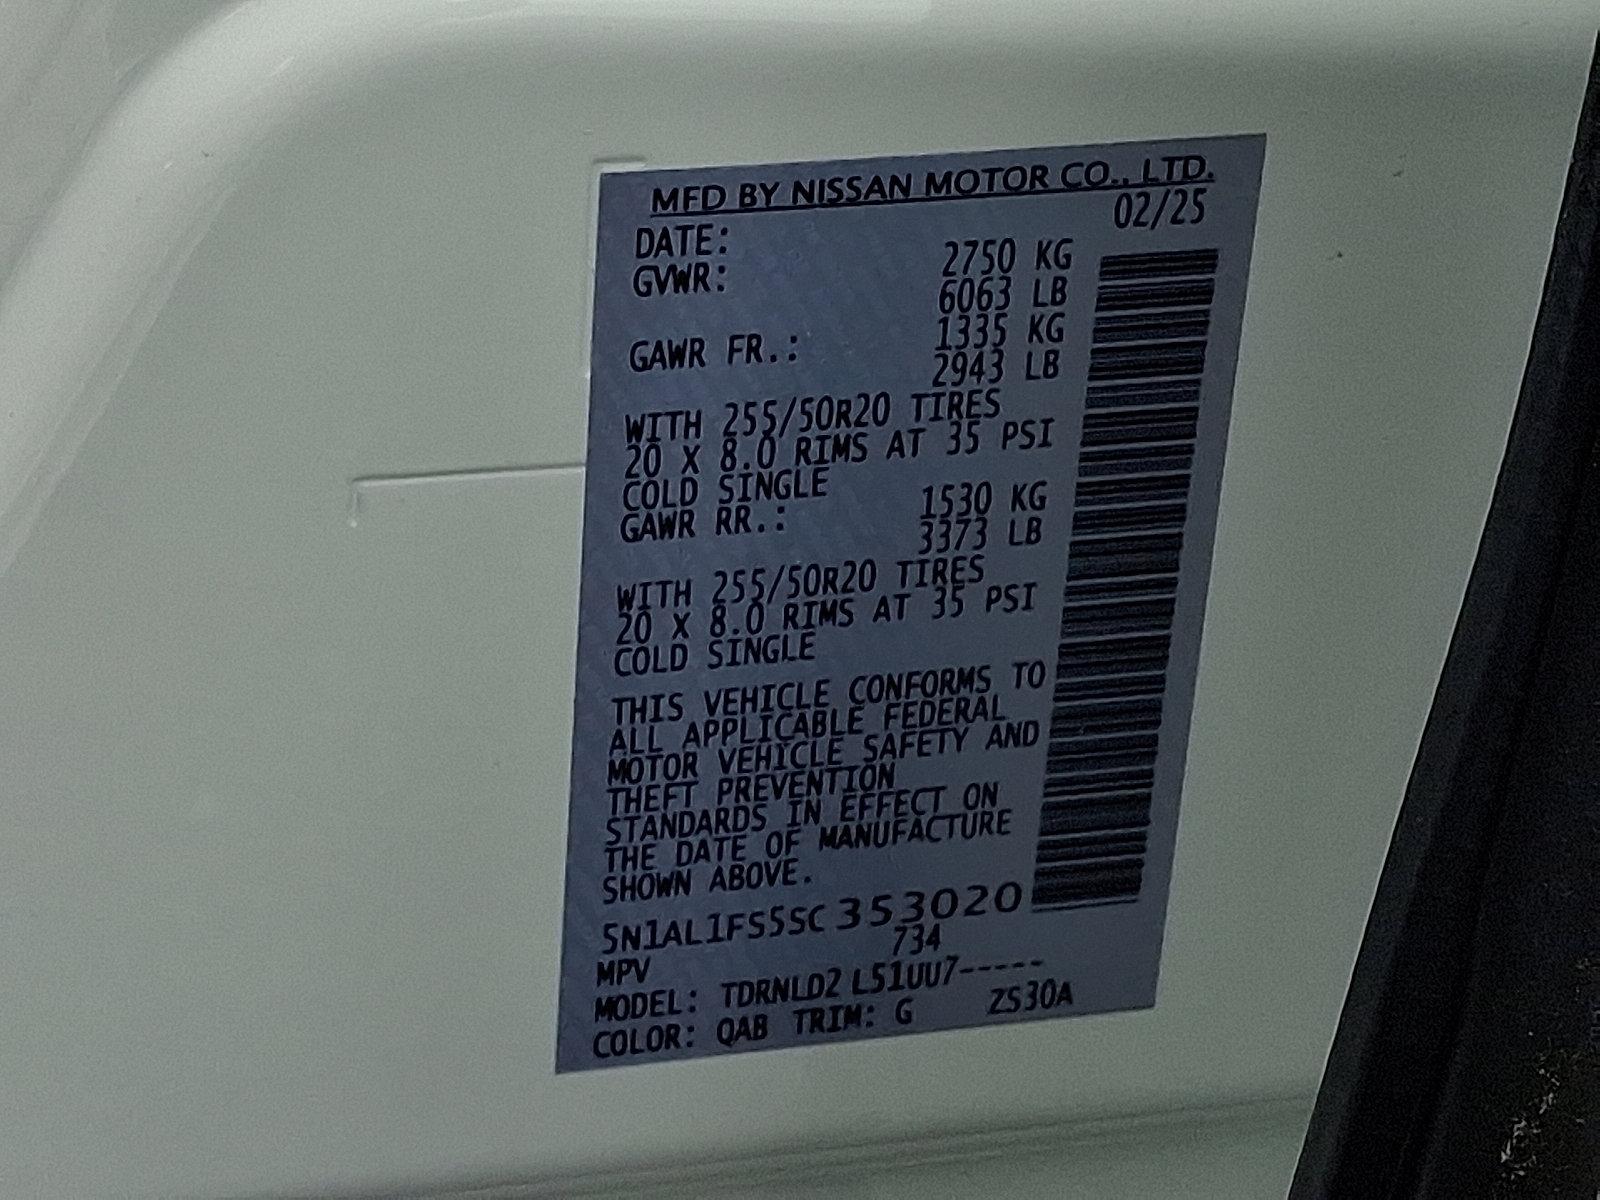 MFD BY NISSAN MOTOR CO., LTD.
DATE: 02/25
GVWR: 2750 KG
6063 LB
GAWR FR.: 1335 KG
2943 LB
WITH 255/50R20 TIRES
20 X 8.0 RIMS AT 35 PSI
COLD SINGLE
GAWR RR.: 1530 KG
3373 LB
WITH 255/50R20 TIRES
20 X 8.0 RIMS AT 35 PSI
COLD SINGLE
THIS VEHICLE CONFORMS TO
ALL APPLICABLE FEDERAL
MOTOR VEHICLE SAFETY AND
THEFT PREVENTION
STANDARDS IN EFFECT ON
THE DATE OF MANUFACTURE
SHOWN ABOVE.
5N1AL1FS5SC353020
MPV 734
MODEL: TDRNLD2 L51UU7-----
COLOR: QAB TRIM: G ZS30A